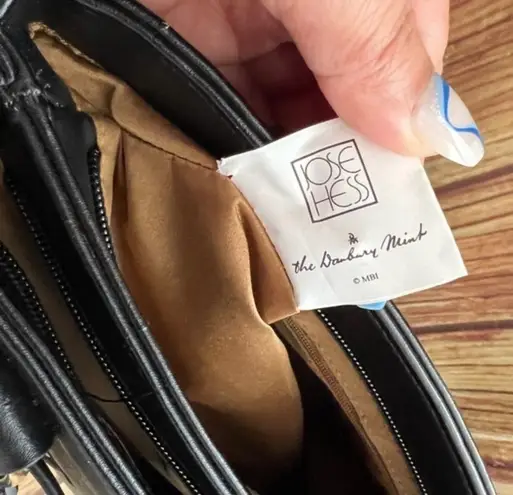 JOSE
HESS
the Danbury Mint
© MBI